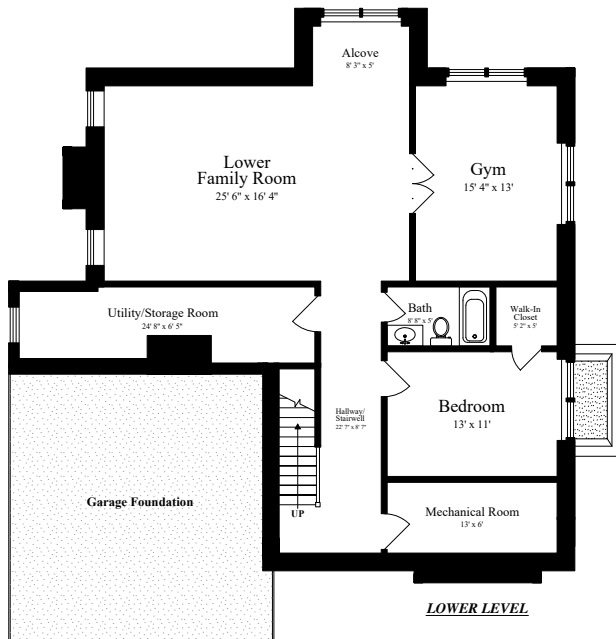 Alcove
8' 3" x 5'
Lower
Family Room
25' 6" x 16' 4"
Gym
15' 4" x 13'
Utility/Storage Room
24' 8" x 6' 5"
Bath
8' 8" x 5'
Walk-In
Closet
5' 2" x 5'
Hallway/
Stairwell
22' 7" x 8' 7"
Bedroom
13' x 11'
Garage Foundation
UP
Mechanical Room
13' x 6'
LOWER LEVEL